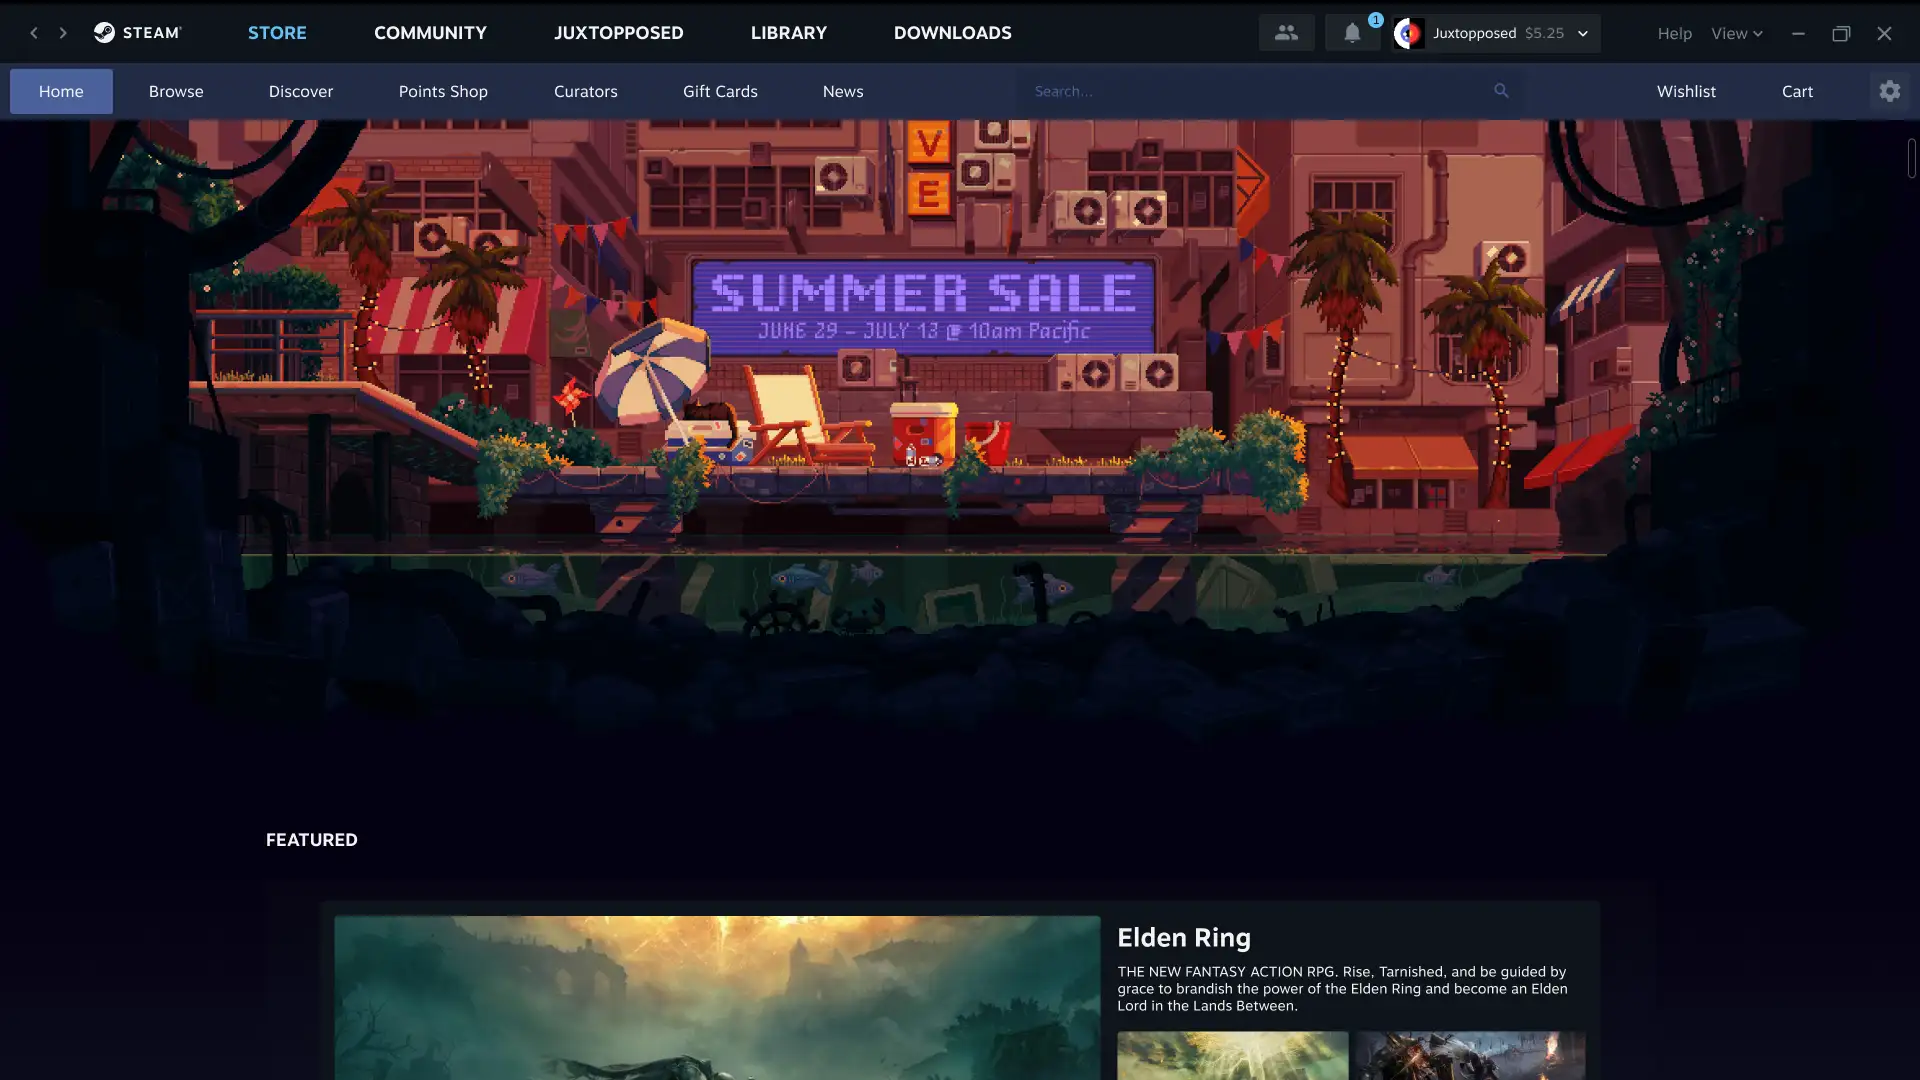 STEAM
STORE
COMMUNITY
JUXTOPPOSED
LIBRARY
DOWNLOADS
1
Juxtopposed $5.25
Help
View
Home
Browse
Discover
Points Shop
Curators
Gift Cards
News
Search...
Wishlist
Cart
V
E
SUMMER SALE
JUNE 29 - JULY 13 @ 10am Pacific
FEATURED
Elden Ring
THE NEW FANTASY ACTION RPG. Rise, Tarnished, and be guided by
grace to brandish the power of the Elden Ring and become an Elden
Lord in the Lands Between.